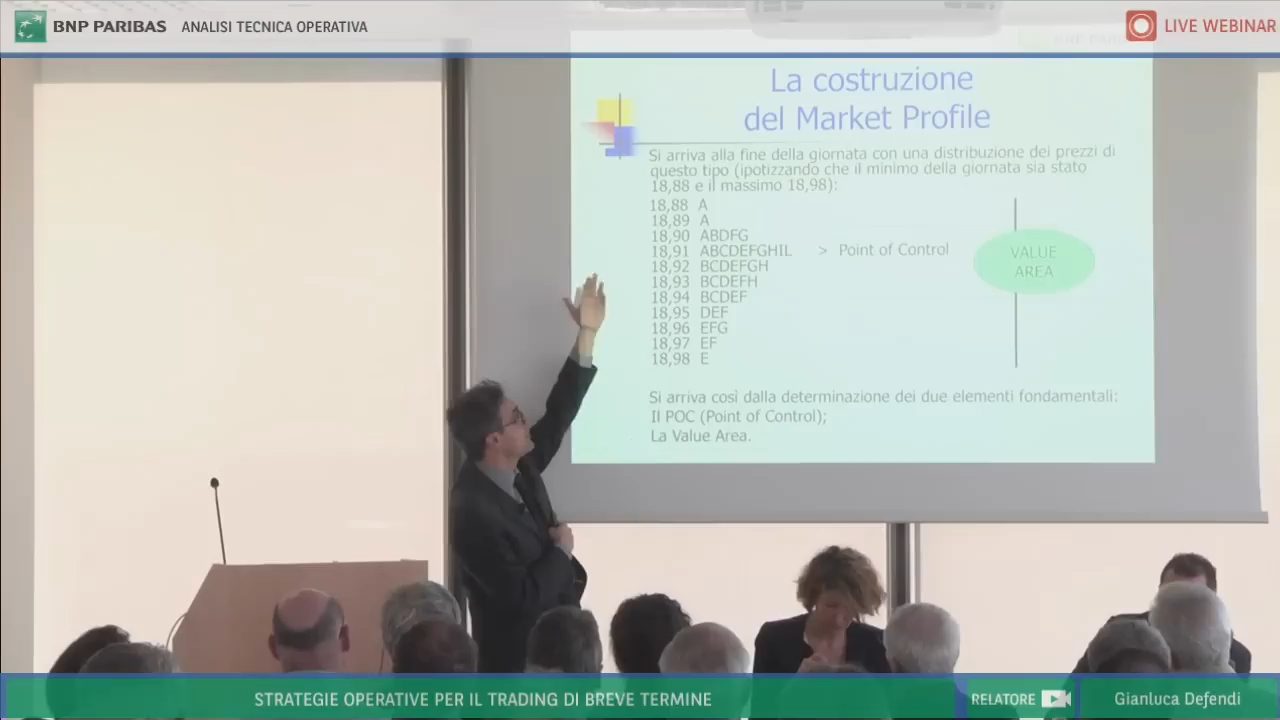 BNP PARIBAS ANALISI TECNICA OPERATIVA
LIVE WEBINAR
La costruzione
del Market Profile
Si arriva alla fine della giornata con una distribuzione dei prezzi di
questo tipo (ipotizzando che il minimo della giornata sia stato
18,88 e il massimo 18,98):
18,88 A
18,89 A
18,90 ABDFG
18,91 ABCDEFGHIL > Point of Control
18,92 BCDEFGH
18,93 BCDEFH
18,94 BCDEF
18,95 DEF
18,96 EFG
18,97 EF
18,98 E
VALUE
AREA
Si arriva così dalla determinazione dei due elementi fondamentali:
Il POC (Point of Control);
La Value Area.
STRATEGIE OPERATIVE PER IL TRADING DI BREVE TERMINE
RELATORE
Gianluca Defendi